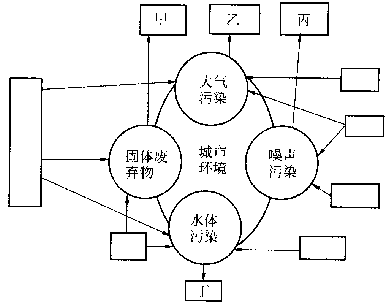 甲
乙
丙
大气
污染
固体废
弃物
城市
环境
噪声
污染
水体
污染
丁